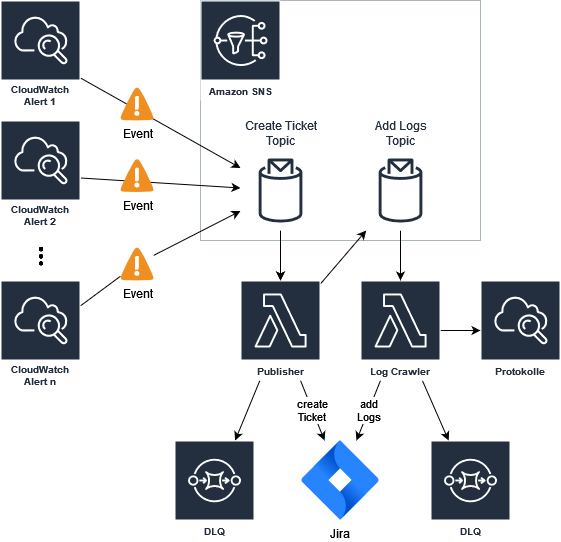 CloudWatch
Alert 1
Amazon SNS
Event
Create Ticket
Topic
Add Logs
Topic
CloudWatch
Alert 2
Event
Event
CloudWatch
Alert n
Publisher
Log Crawler
Protokolle
create
Ticket
add
Logs
DLQ
Jira
DLQ